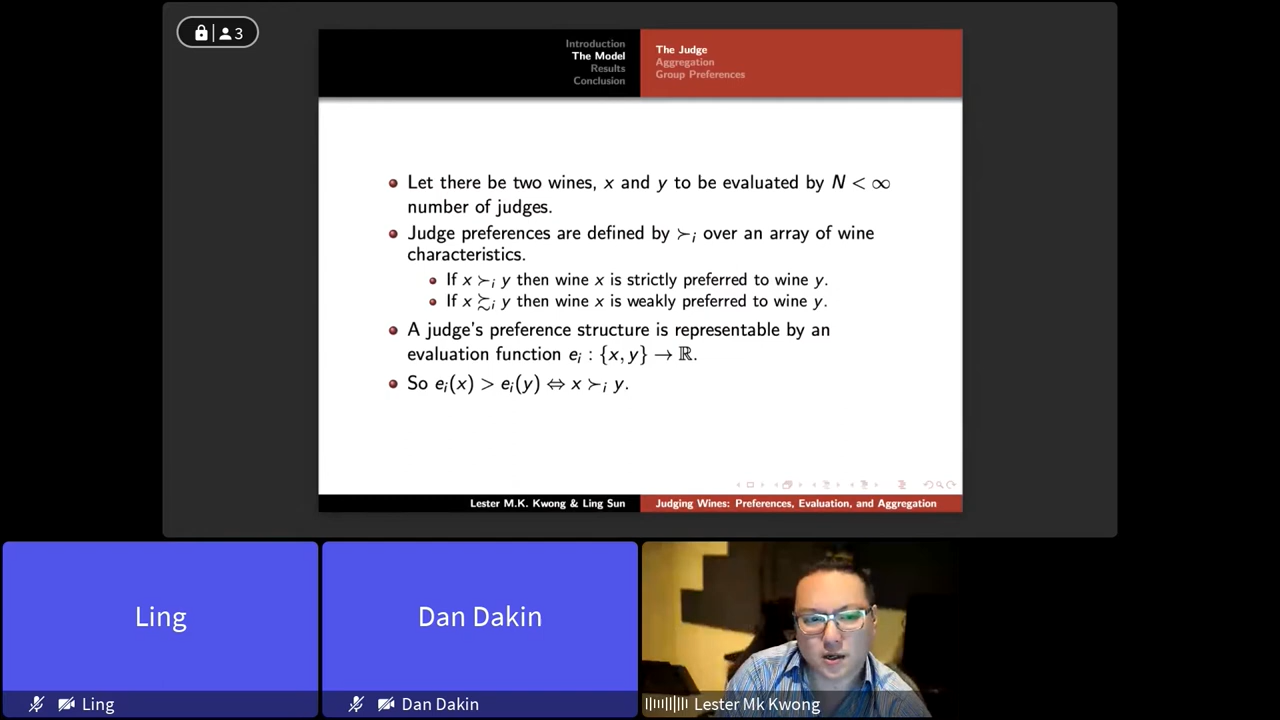 3
Introduction
The Model
Results
Conclusion
The Judge
Aggregation
Group Preferences
Let there be two wines, x and y to be evaluated by N < ∞
number of judges.
Judge preferences are defined by ≻ᵢ over an array of wine
characteristics.
If x ≻ᵢ y then wine x is strictly preferred to wine y.
If x ≿ᵢ y then wine x is weakly preferred to wine y.
A judge's preference structure is representable by an
evaluation function eᵢ : {x, y} → ℝ.
So eᵢ(x) > eᵢ(y) ⇔ x ≻ᵢ y.
Lester M.K. Kwong & Ling Sun
Judging Wines: Preferences, Evaluation, and Aggregation
Ling
Dan Dakin
Ling
Dan Dakin
Lester Mk Kwong